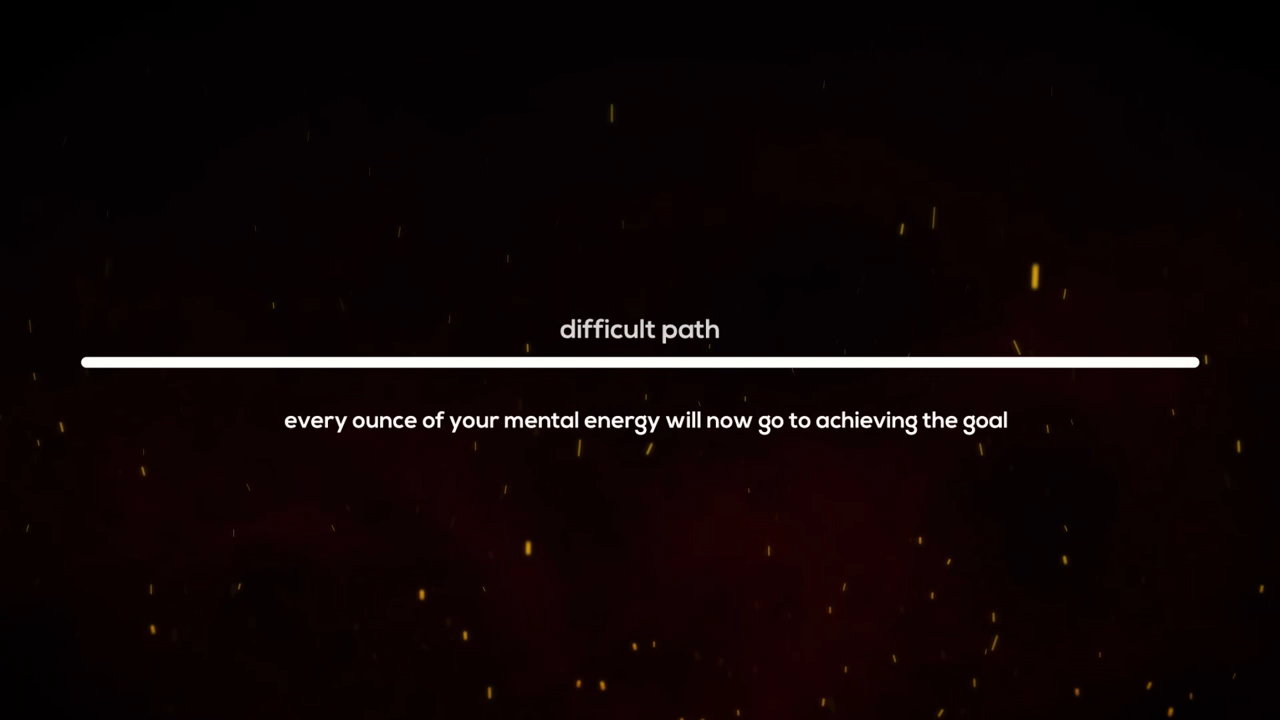 difficult path
every ounce of your mental energy will now go to achieving the goal